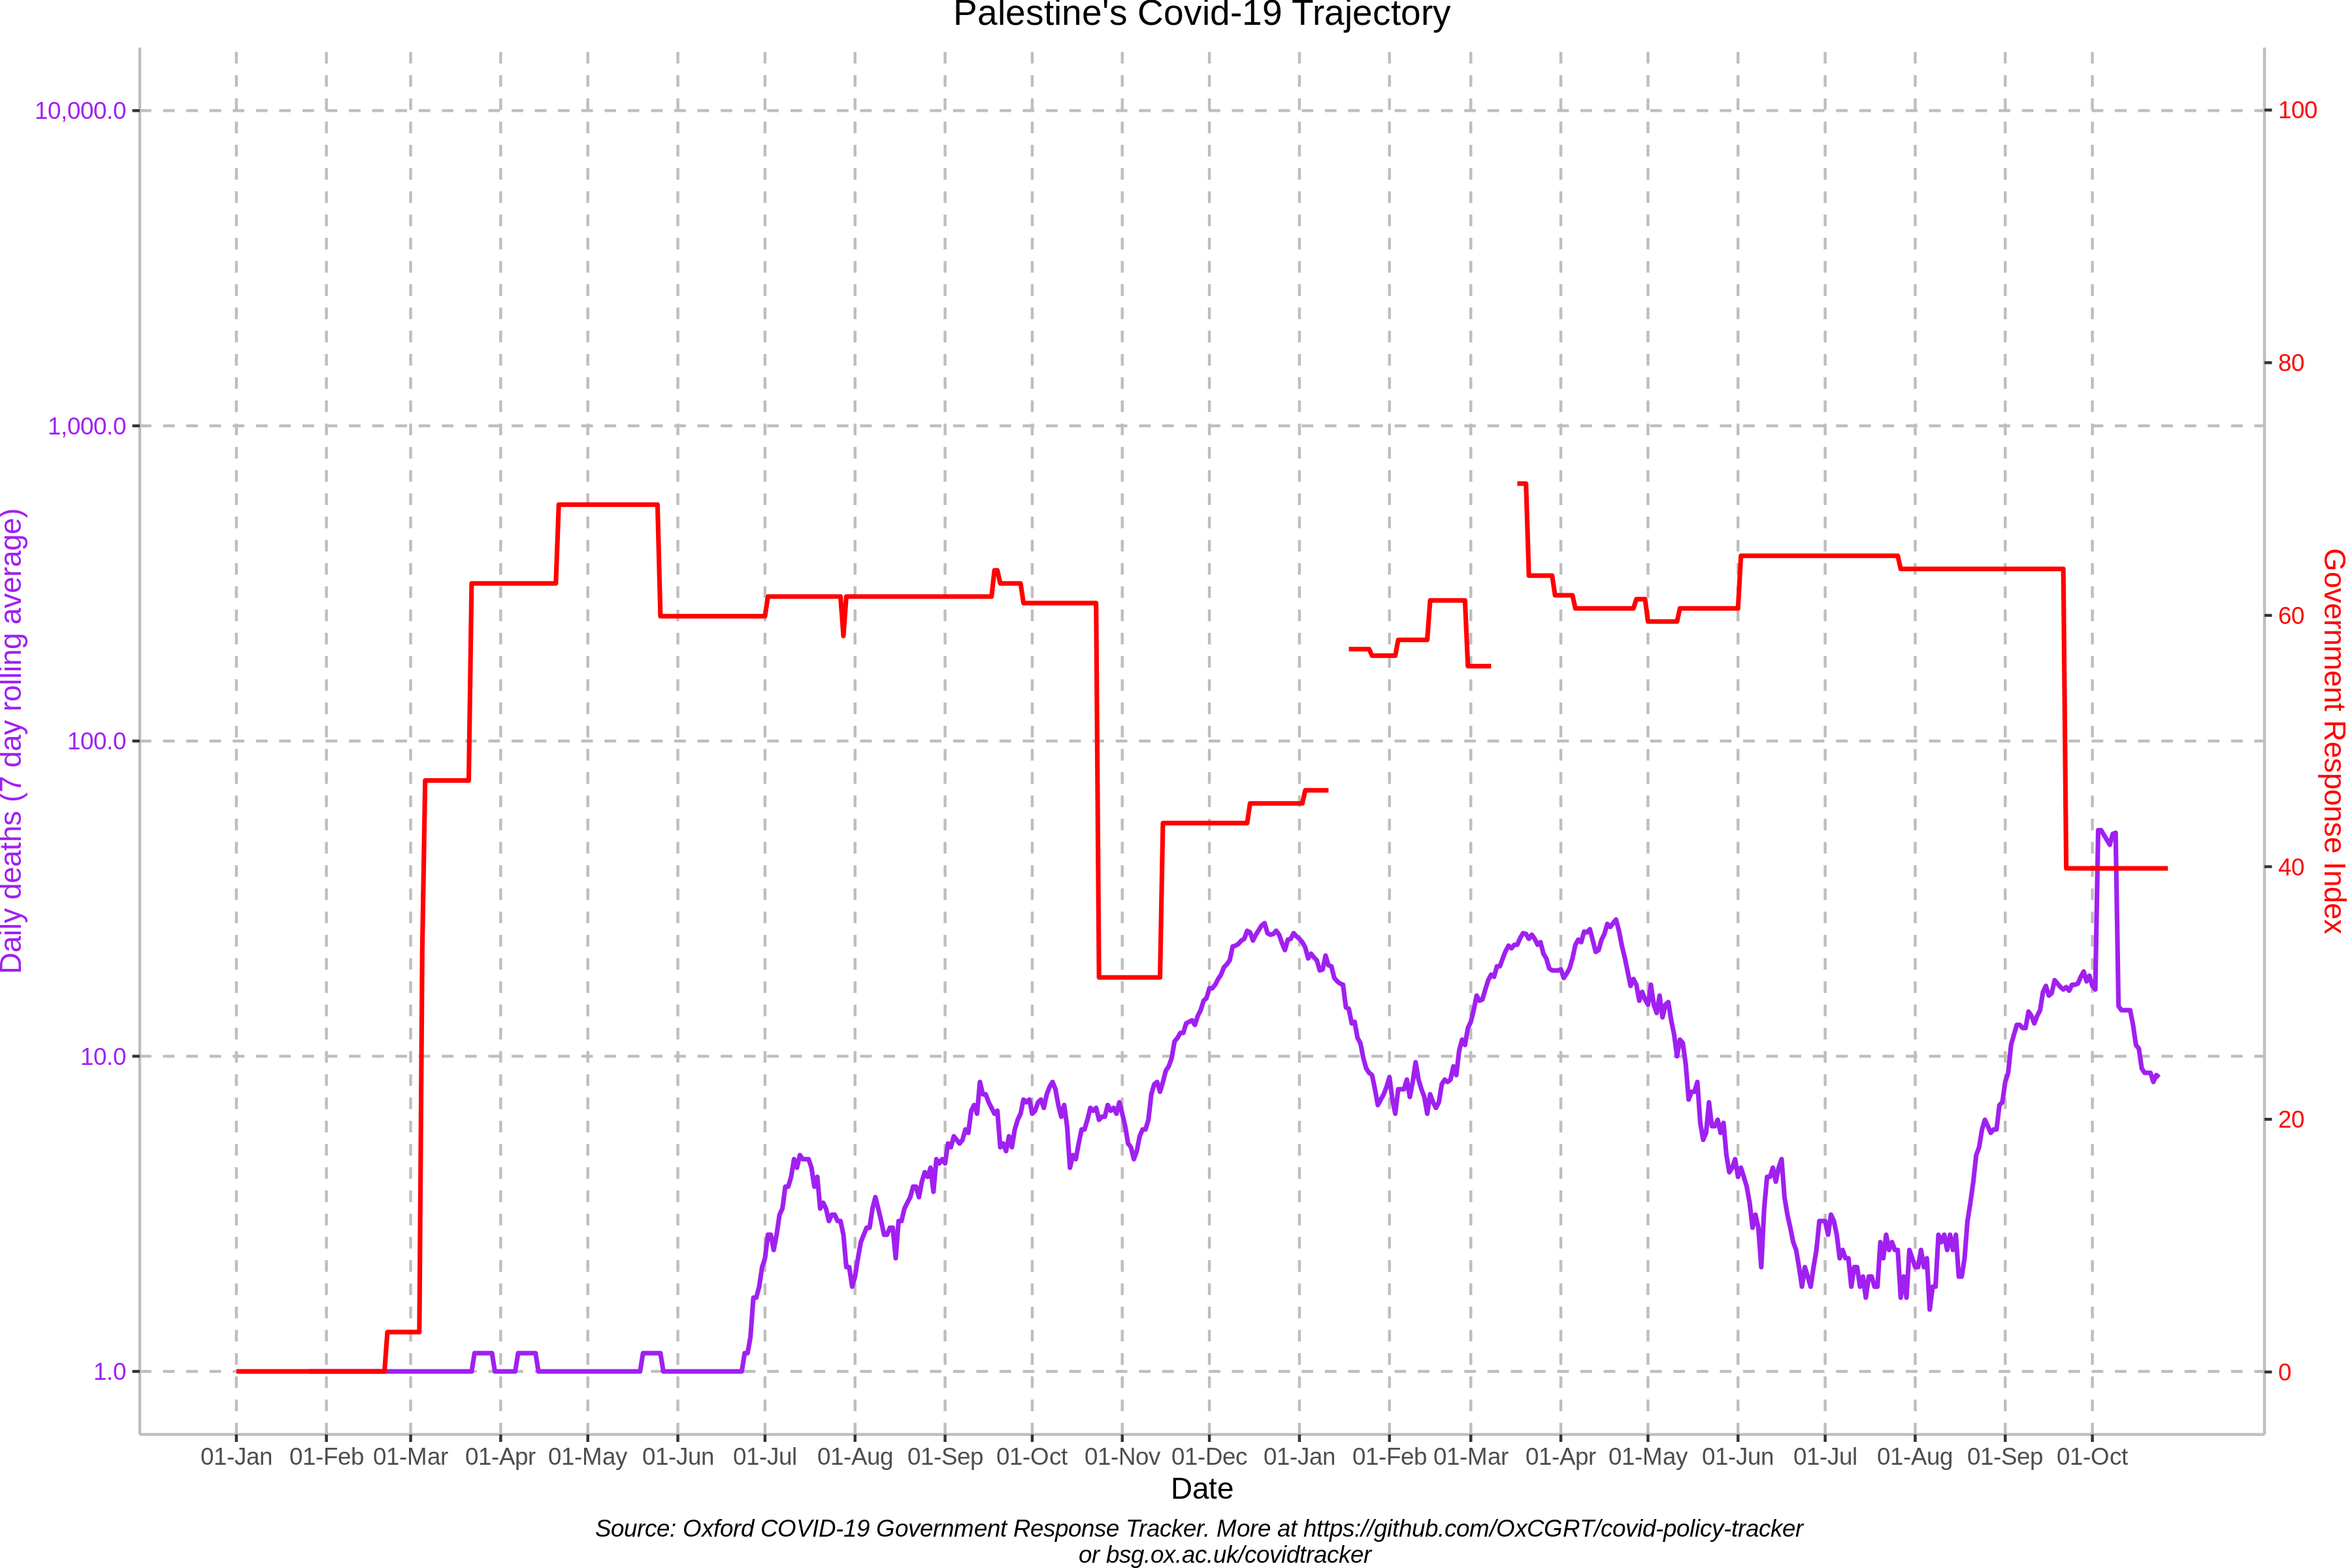 Palestine's Covid-19 Trajectory
Daily deaths (7 day rolling average)
10,000.0
1,000.0
100.0
10.0
1.0
Government Response Index
100
80
60
40
20
0
01-Jan 01-Feb 01-Mar 01-Apr 01-May 01-Jun 01-Jul 01-Aug 01-Sep 01-Oct 01-Nov 01-Dec 01-Jan 01-Feb 01-Mar 01-Apr 01-May 01-Jun 01-Jul 01-Aug 01-Sep 01-Oct
Date
Source: Oxford COVID-19 Government Response Tracker. More at https://github.com/OxCGRT/covid-policy-tracker
or bsg.ox.ac.uk/covidtracker